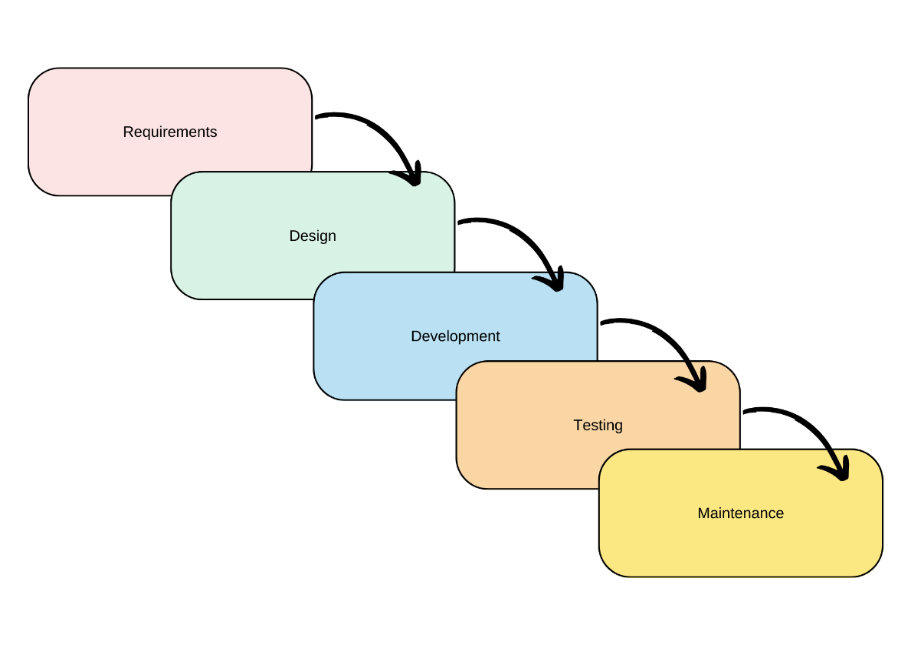 Requirements
Design
Development
Testing
Maintenance